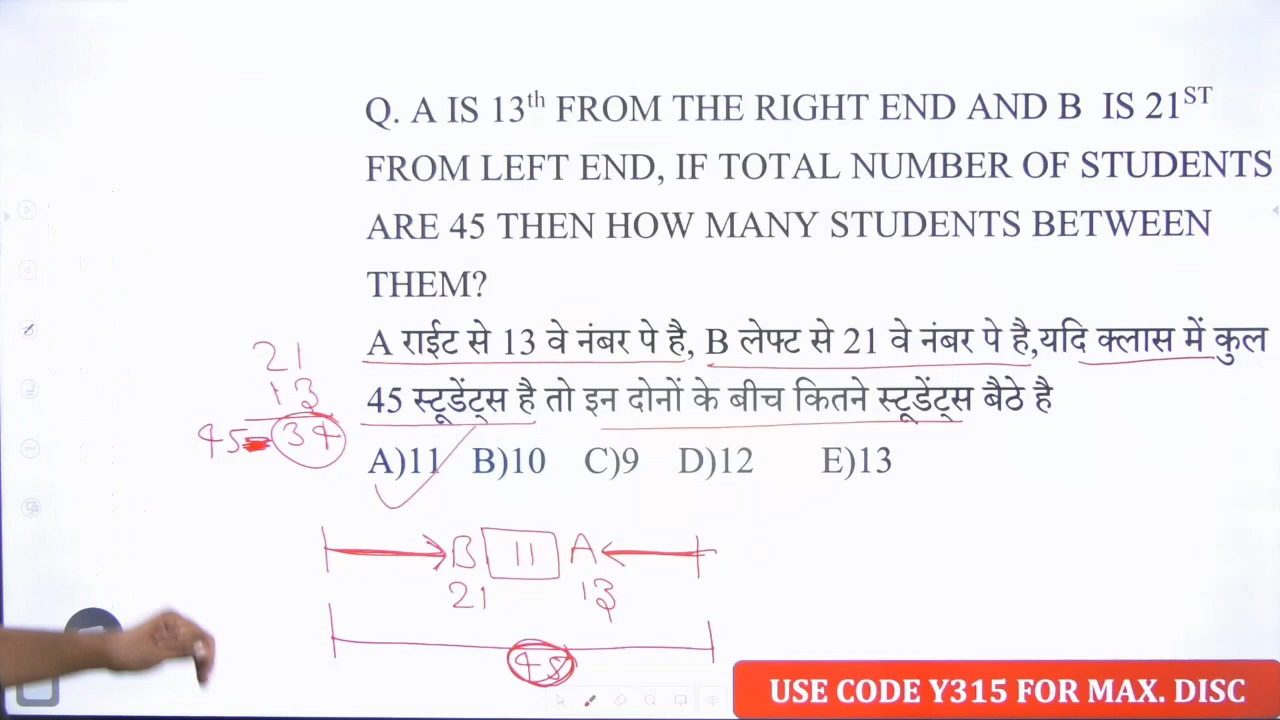 Q. A IS 13th FROM THE RIGHT END AND B IS 21ST
FROM LEFT END, IF TOTAL NUMBER OF STUDENTS
ARE 45 THEN HOW MANY STUDENTS BETWEEN
THEM?
A राईट से 13 वे नंबर पे है, B लेफ्ट से 21 वे नंबर पे है,यदि क्लास में कुल
45 स्टूडेंट्स है तो इन दोनों के बीच कितने स्टूडेंट्स बैठे है
21
13
45 = 34
A)11 B)10 C)9 D)12 E)13
B 11 A
21 13
45
USE CODE Y315 FOR MAX. DISC